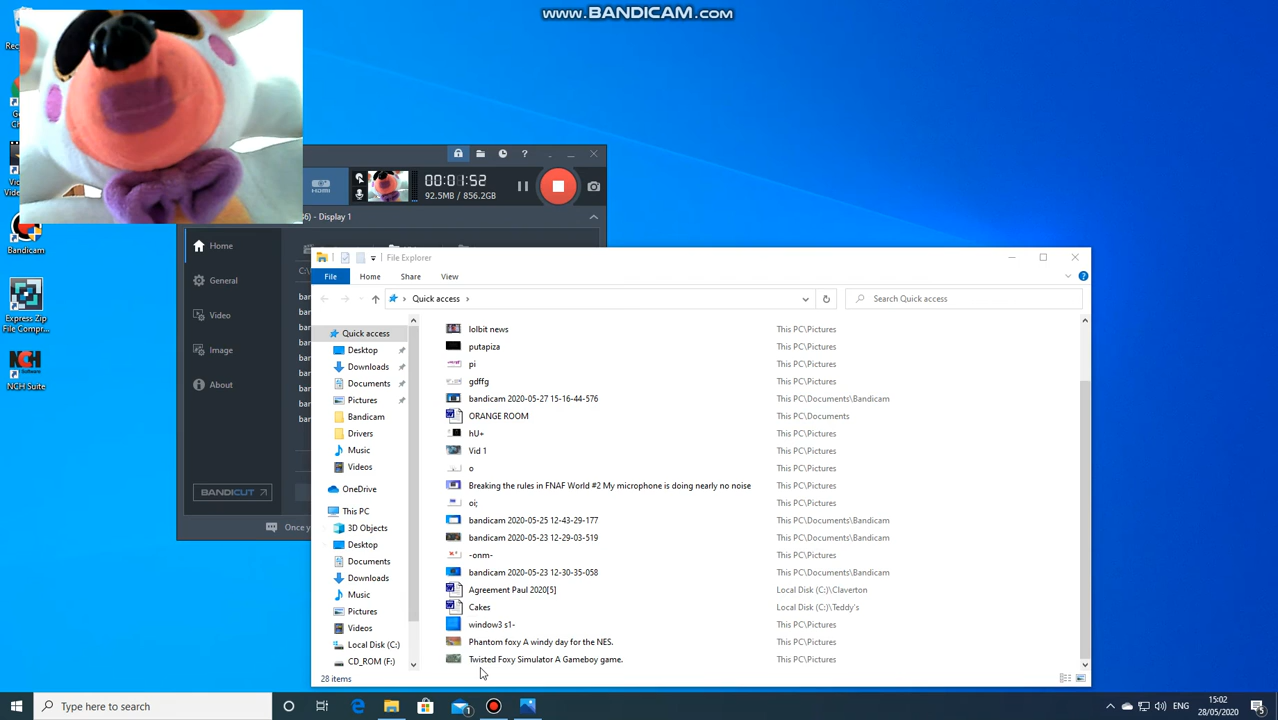 www.BANDICAM.com
HDMI
00:01:52
92.5MB / 856.2GB
- Display 1
Home
General
Video
Image
About
BANDICUT
Bandicam
Express Zip
File Compr...
NCH Suite
File Explorer
File
Home
Share
View
Quick access
Search Quick access
Quick access
Desktop
Downloads
Documents
Pictures
Bandicam
Drivers
Music
Videos
OneDrive
This PC
3D Objects
Desktop
Documents
Downloads
Music
Pictures
Videos
Local Disk (C:)
CD_ROM (F:)
lolbit news This PC\Pictures
putapiza This PC\Pictures
pi This PC\Pictures
gdffg This PC\Pictures
bandicam 2020-05-27 15-16-44-576 This PC\Documents\Bandicam
ORANGE ROOM This PC\Documents
hU+ This PC\Pictures
Vid 1 This PC\Pictures
o This PC\Pictures
Breaking the rules in FNAF World #2 My microphone is doing nearly no noise This PC\Pictures
oi; This PC\Pictures
bandicam 2020-05-25 12-43-29-177 This PC\Documents\Bandicam
bandicam 2020-05-23 12-29-03-519 This PC\Documents\Bandicam
-onm- This PC\Pictures
bandicam 2020-05-23 12-30-35-058 This PC\Documents\Bandicam
Agreement Paul 2020[5] Local Disk (C:)\Claverton
Cakes Local Disk (C:)\Teddy's
window3 s1- This PC\Pictures
Phantom foxy A windy day for the NES. This PC\Pictures
Twisted Foxy Simulator A Gameboy game. This PC\Pictures
28 items
Once y
Type here to search
ENG
15:02
28/05/2020